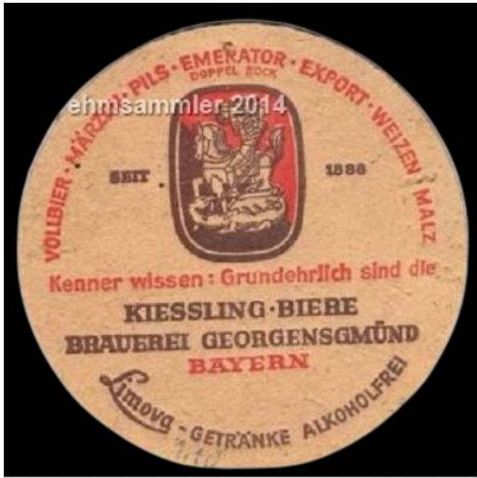 VOLLBIER · MÄRZEN · PILS · EMERATOR · EXPORT · WEIZEN · MALZ
DOPPEL BOCK
ehmsammler 2014
SEIT 1886
Kenner wissen: Grundehrlich sind die
KIESSLING · BIERE
BRAUEREI GEORGENSGMÜND
BAYERN
Limova - GETRÄNKE ALKOHOLFREI